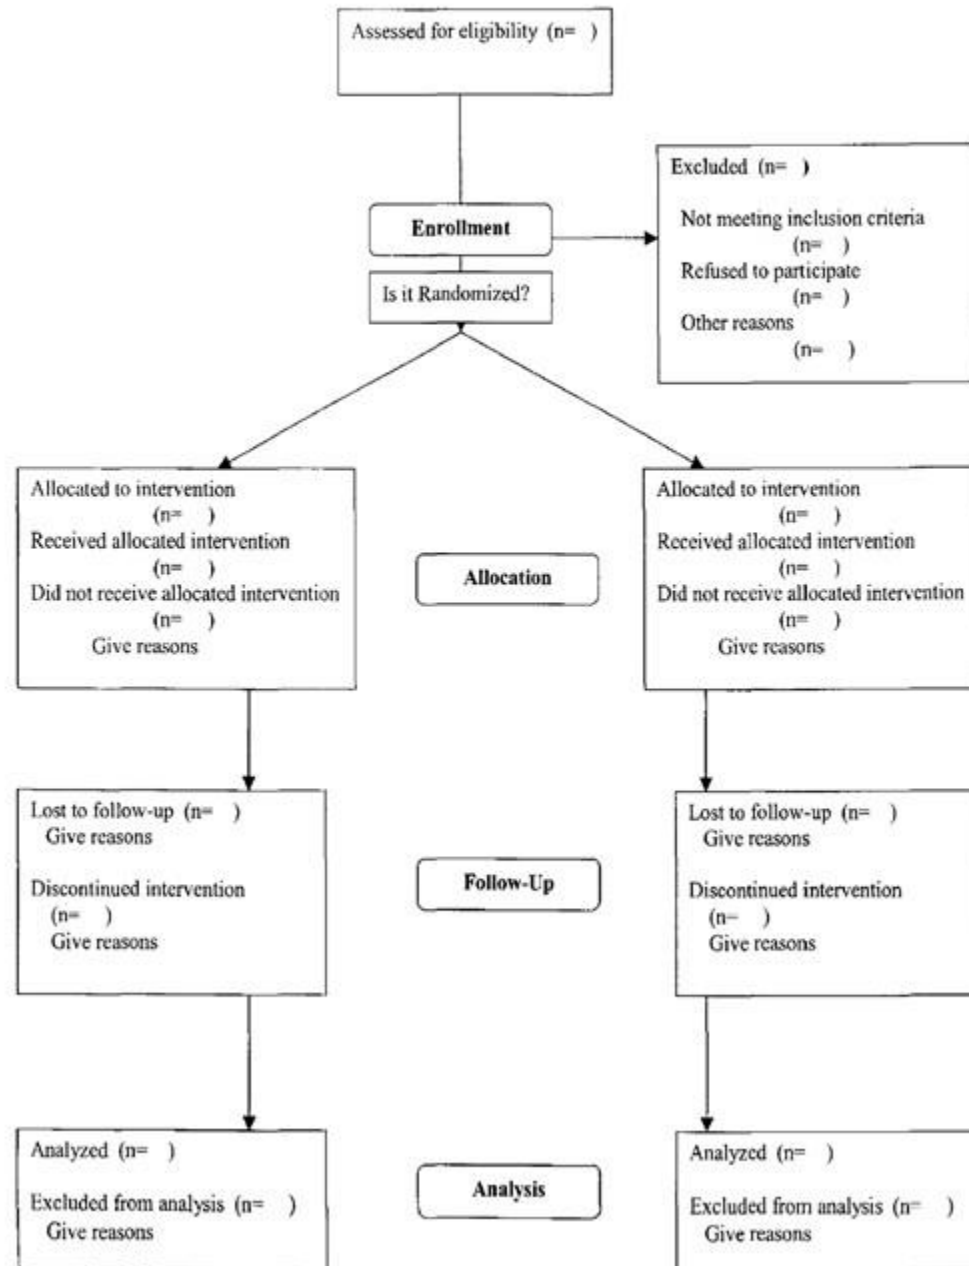 Assessed for eligibility (n=  )
Enrollment
Is it Randomized?
Excluded (n=  )
Not meeting inclusion criteria
(n=  )
Refused to participate
(n=  )
Other reasons
(n=  )
Allocated to intervention
(n=  )
Received allocated intervention
(n=  )
Did not receive allocated intervention
(n=  )
Give reasons
Allocation
Allocated to intervention
(n=  )
Received allocated intervention
(n=  )
Did not receive allocated intervention
(n=  )
Give reasons
Lost to follow-up (n=  )
Give reasons
Discontinued intervention
(n=  )
Give reasons
Follow-Up
Lost to follow-up (n=  )
Give reasons
Discontinued intervention
(n=  )
Give reasons
Analyzed (n=  )
Excluded from analysis (n=  )
Give reasons
Analysis
Analyzed (n=  )
Excluded from analysis (n=  )
Give reasons